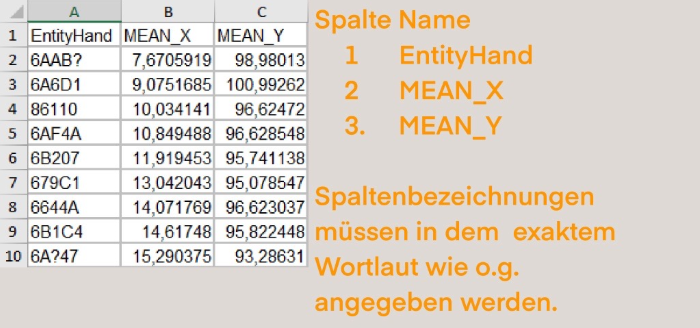 A B C
1 EntityHand MEAN_X MEAN_Y
2 6AAB? 7,6705919 98,98013
3 6A6D1 9,0751685 100,99262
4 86110 10,034141 96,62472
5 6AF4A 10,849488 96,628548
6 6B207 11,919453 95,741138
7 679C1 13,042043 95,078547
8 6644A 14,071769 96,623037
9 6B1C4 14,61748 95,822448
10 6A?47 15,290375 93,28631
Spalte Name
1 EntityHand
2 MEAN_X
3. MEAN_Y
Spaltenbezeichnungen
müssen in dem exaktem
Wortlaut wie o.g.
angegeben werden.